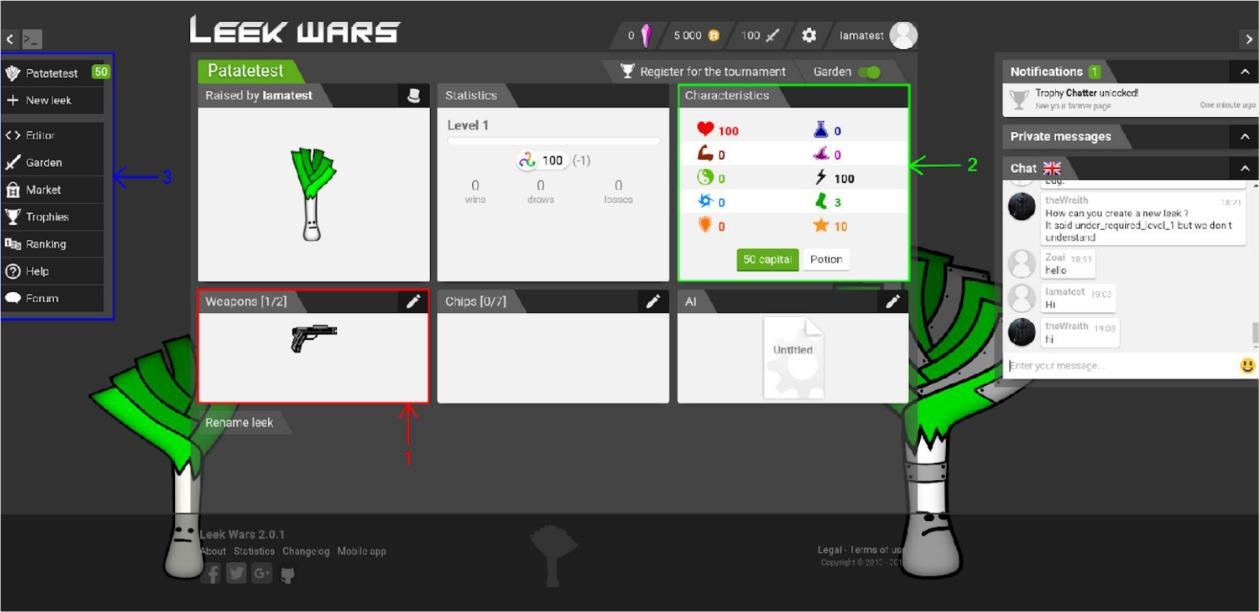 LEEK WARS
0
5 000
100
lamatest
>_
Patatetest 50
New leek
Editor
Garden
Market
Trophies
Ranking
Help
Forum
3
Patatetest
Register for the tournament
Garden
Raised by lamatest
Statistics
Level 1
100 (-1)
0 0 0
wins draws losses
Characteristics
100 0
0 0
0 100
0 3
0 10
50 capital Potion
2
Weapons [1/2]
Chips [0/7]
AI
Untitled
1
Rename leek
Notifications 1
Trophy Chatter unlocked!
See your farmer page One minute ago
Private messages
Chat
bug.
theWraith 18:21
How can you create a new leek ?
It said under_required_level_1 but we don t
understand
Zoai 18:51
hello
lamatest 19:03
Hi
theWraith 19:03
hi
Enter your message...
Leek Wars 2.0.1
About Statistics Changelog Mobile app
Legal - Terms of us
Copyright © 2013 -